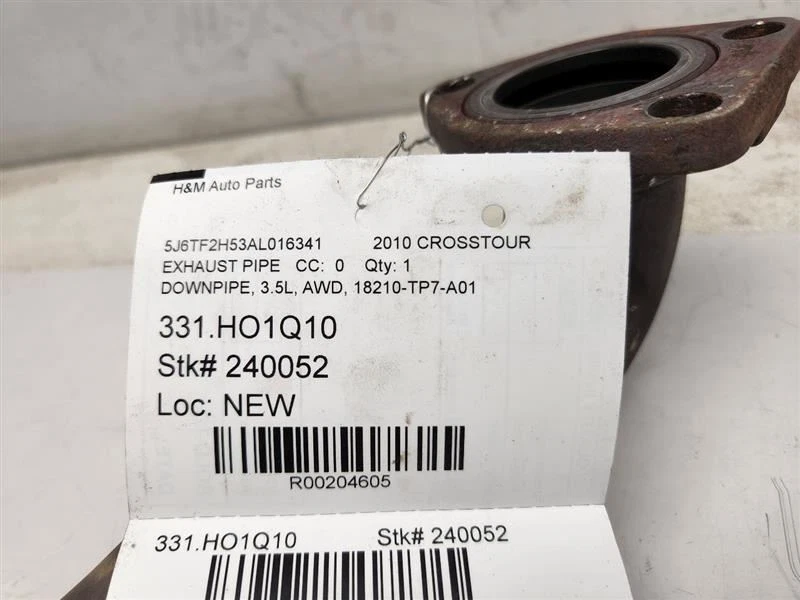 H&M Auto Parts
5J6TF2H53AL016341 2010 CROSSTOUR
EXHAUST PIPE CC: 0 Qty: 1
DOWNPIPE, 3.5L, AWD, 18210-TP7-A01
331.HO1Q10
Stk# 240052
Loc: NEW
R00204605
331.HO1Q10 Stk# 240052